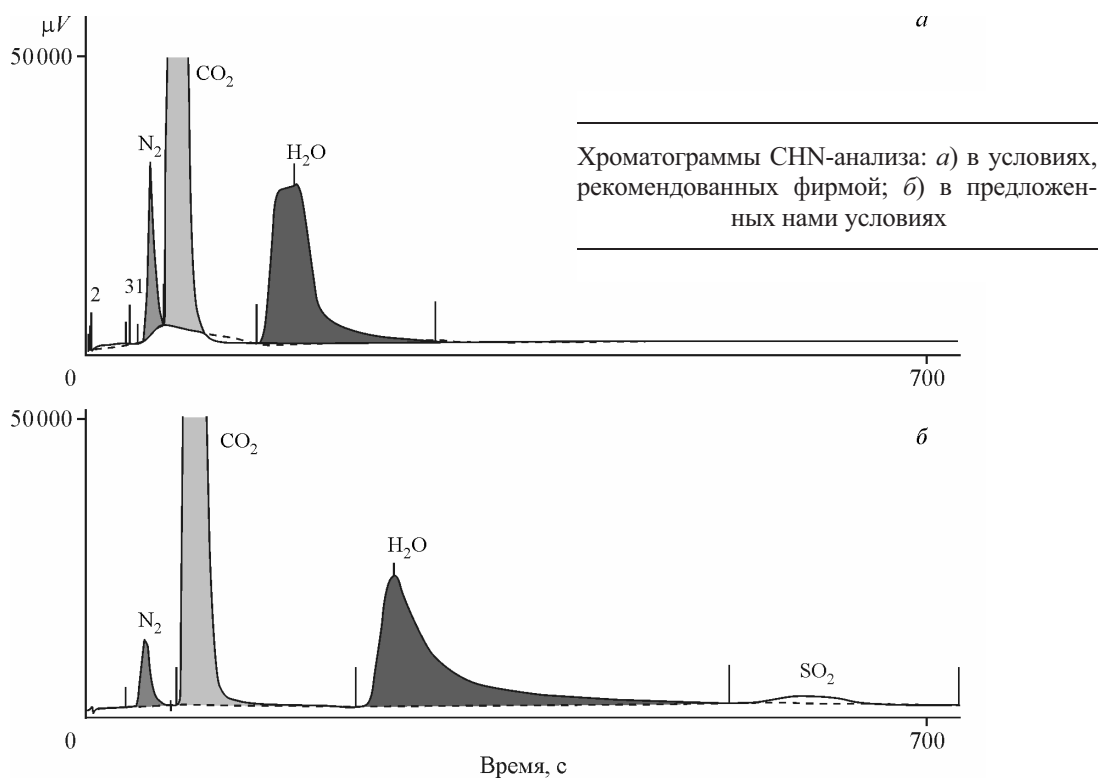 μV
а
50000
CO2
N2
H2O
Хроматограммы CHN-анализа: а) в условиях,
рекомендованных фирмой; б) в предложен-
ных нами условиях
2
31
0
700
50000
б
CO2
H2O
N2
SO2
0
700
Время, с